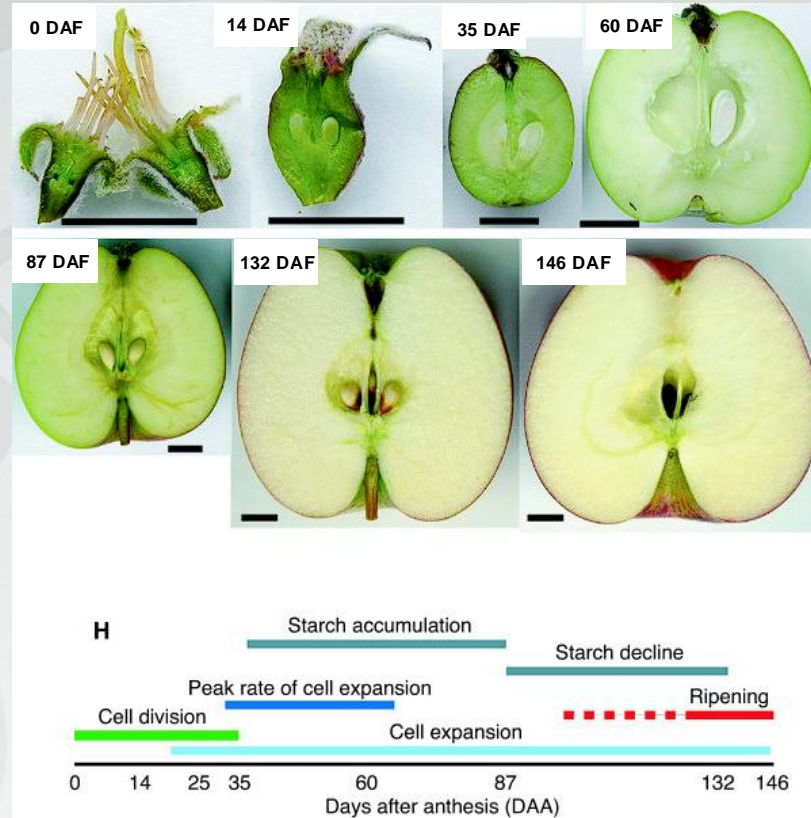 0 DAF
14 DAF
35 DAF
60 DAF
87 DAF
132 DAF
146 DAF
H
Starch accumulation
Starch decline
Peak rate of cell expansion
Ripening
Cell division
Cell expansion
0 14 25 35 60 87 132 146
Days after anthesis (DAA)